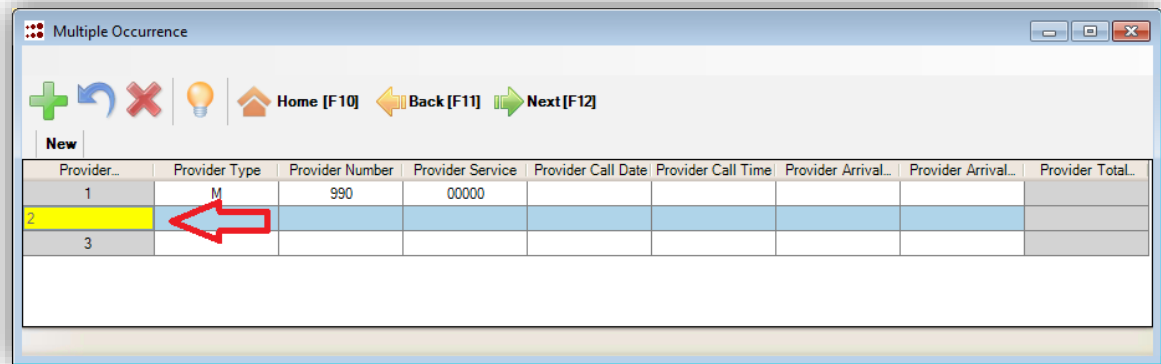 Multiple Occurrence
Home [F10] Back [F11] Next [F12]
New
Provider... Provider Type Provider Number Provider Service Provider Call Date Provider Call Time Provider Arrival... Provider Arrival... Provider Total...
1 M 990 00000
2
3